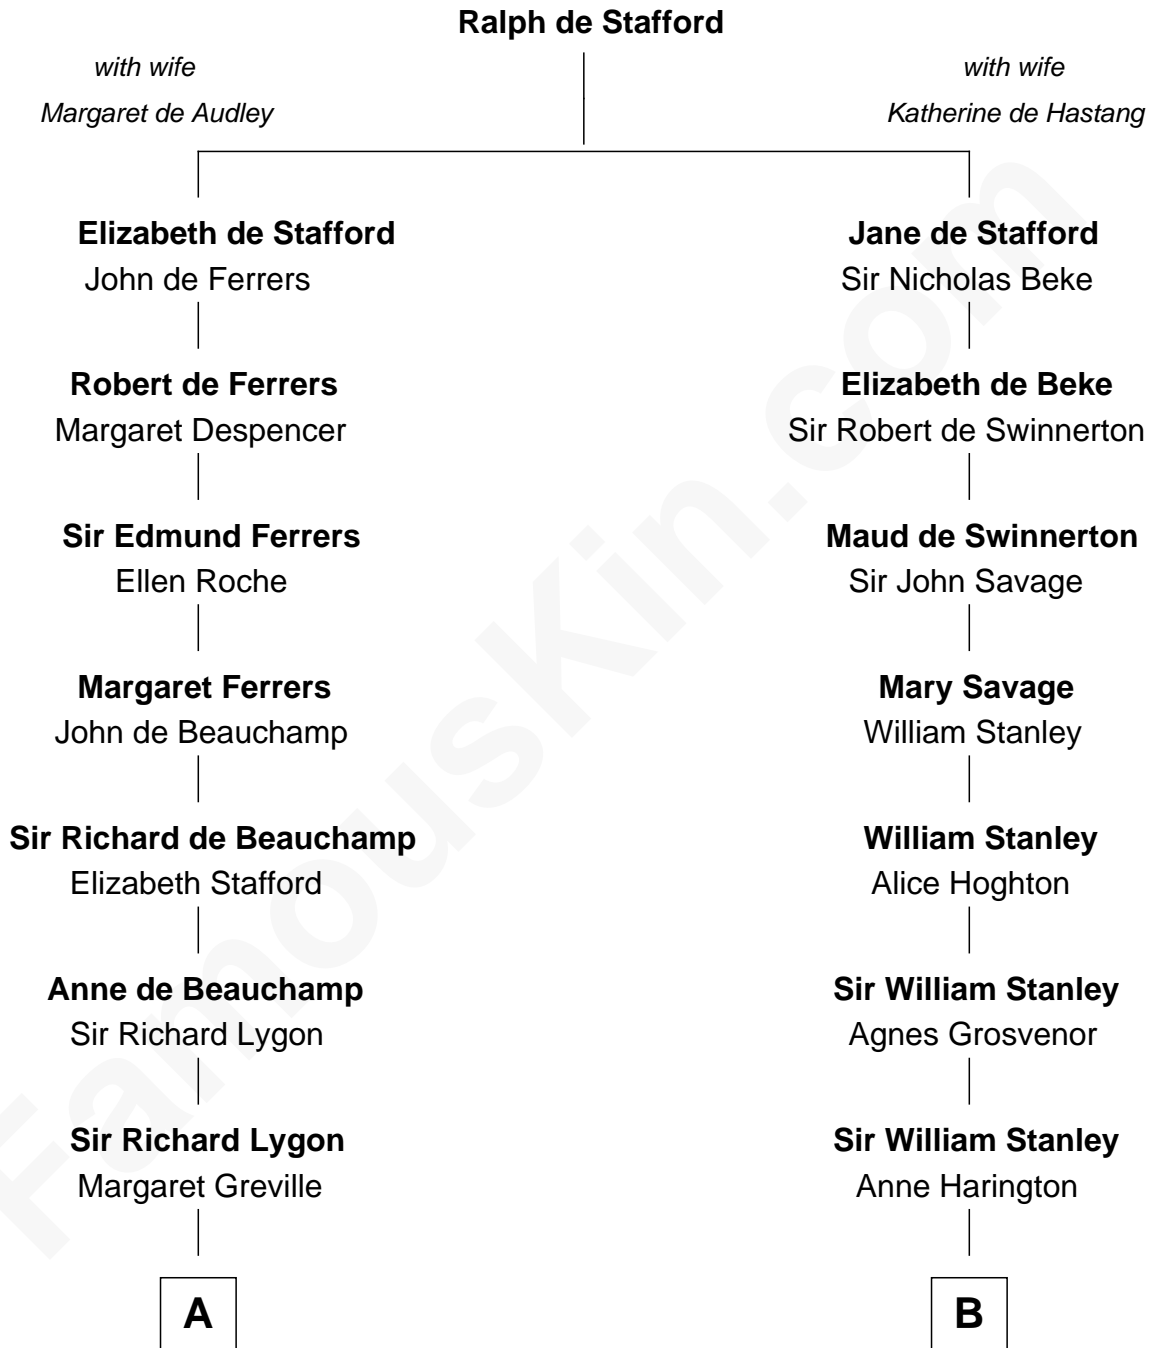 Ralph de Stafford
with wife
Margaret de Audley
with wife
Katherine de Hastang
Elizabeth de Stafford
John de Ferrers
Robert de Ferrers
Margaret Despencer
Sir Edmund Ferrers
Ellen Roche
Margaret Ferrers
John de Beauchamp
Sir Richard de Beauchamp
Elizabeth Stafford
Anne de Beauchamp
Sir Richard Lygon
Sir Richard Lygon
Margaret Greville
A
Jane de Stafford
Sir Nicholas Beke
Elizabeth de Beke
Sir Robert de Swinnerton
Maud de Swinnerton
Sir John Savage
Mary Savage
William Stanley
William Stanley
Alice Hoghton
Sir William Stanley
Agnes Grosvenor
Sir William Stanley
Anne Harington
B
FamousKin.com